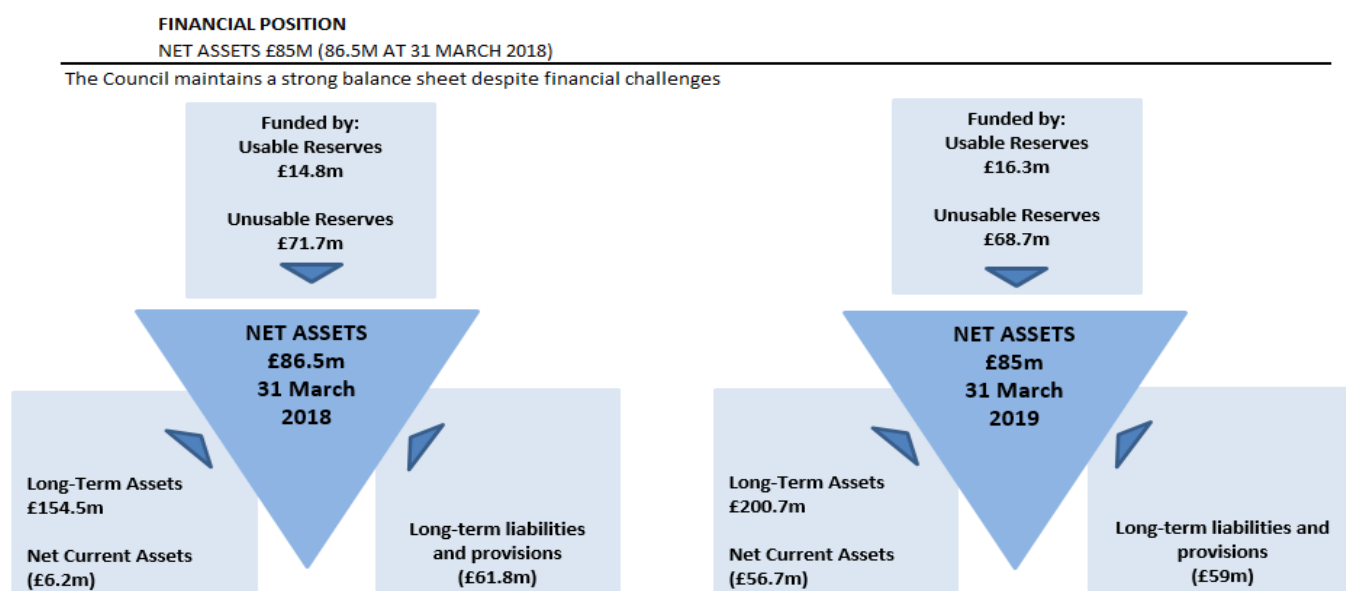 FINANCIAL POSITION
NET ASSETS £85M (86.5M AT 31 MARCH 2018)
The Council maintains a strong balance sheet despite financial challenges
Funded by:
Usable Reserves
£14.8m
Unusable Reserves
£71.7m
NET ASSETS
£86.5m
31 March
2018
Long-Term Assets
£154.5m
Net Current Assets
(£6.2m)
Long-term liabilities
and provisions
(£61.8m)
Funded by:
Usable Reserves
£16.3m
Unusable Reserves
£68.7m
NET ASSETS
£85m
31 March
2019
Long-Term Assets
£200.7m
Net Current Assets
(£56.7m)
Long-term liabilities and
provisions
(£59m)